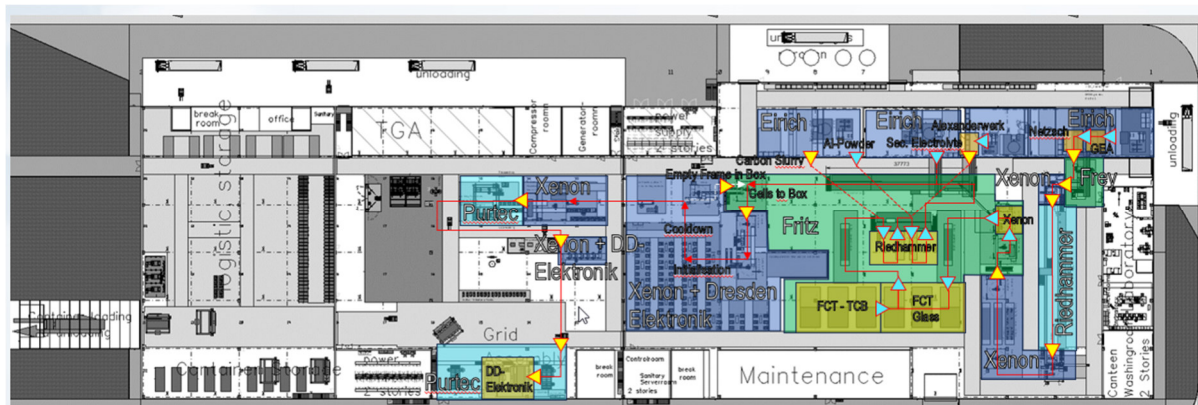 unloading
break room
office
Sanitary
TGA
Compressor room
Generator-room
power supply
2 stories
logistic storage
Eirich
Eirich
Alexanderwerk
Netzsch
Eirich
GEA
unloading
Carbon Slurry
Al-Powder
Sec. Electrolyte
Empty Frame in Box
Cells to Box
Xenon
Frey
Xenon
Purtec
Fritz
Xenon
Cooldown
Riedhammer
Xenon + DD-Elektronik
Initialisation
Xenon + Dresden Elektronik
FCT - TCB
FCT Glass
Riedhammer
laboratory
Grid
Xenon
Container Storage
power
2 stories
Purtec
DD-Elektronik
break room
Controlroom
Sanitary
Serverroom
2 stories
break room
Maintenance
Canteen
Washingroom
2 Stories